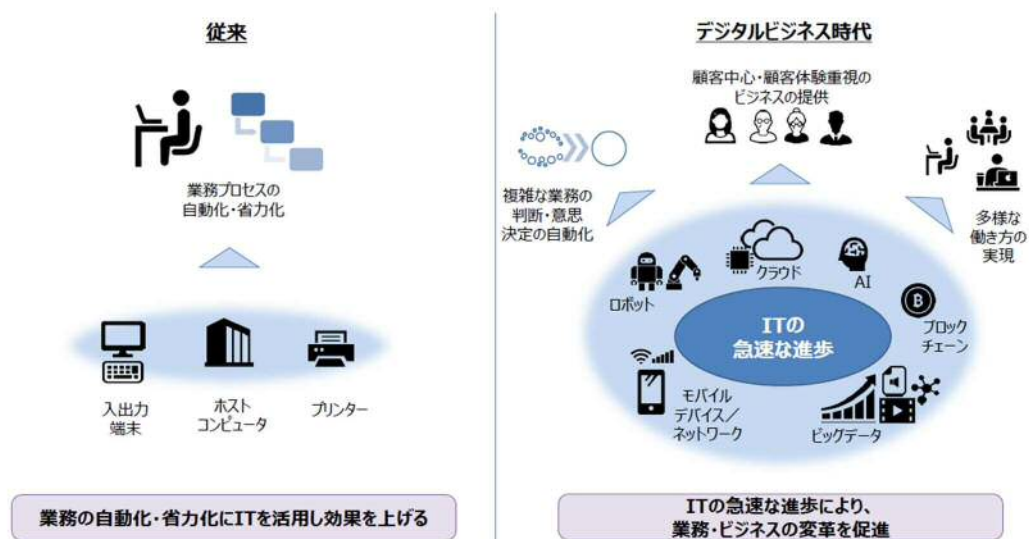 従来
業務プロセスの
自動化・省力化
入出力
端末
ホスト
コンピュータ
プリンター
業務の自動化・省力化にITを活用し効果を上げる
デジタルビジネス時代
顧客中心・顧客体験重視の
ビジネスの提供
複雑な業務の
判断・意思
決定の自動化
多様な
働き方の
実現
クラウド
AI
ロボット
ITの
急速な進歩
ブロック
チェーン
モバイル
デバイス／
ネットワーク
ビッグデータ
ITの急速な進歩により、
業務・ビジネスの変革を促進